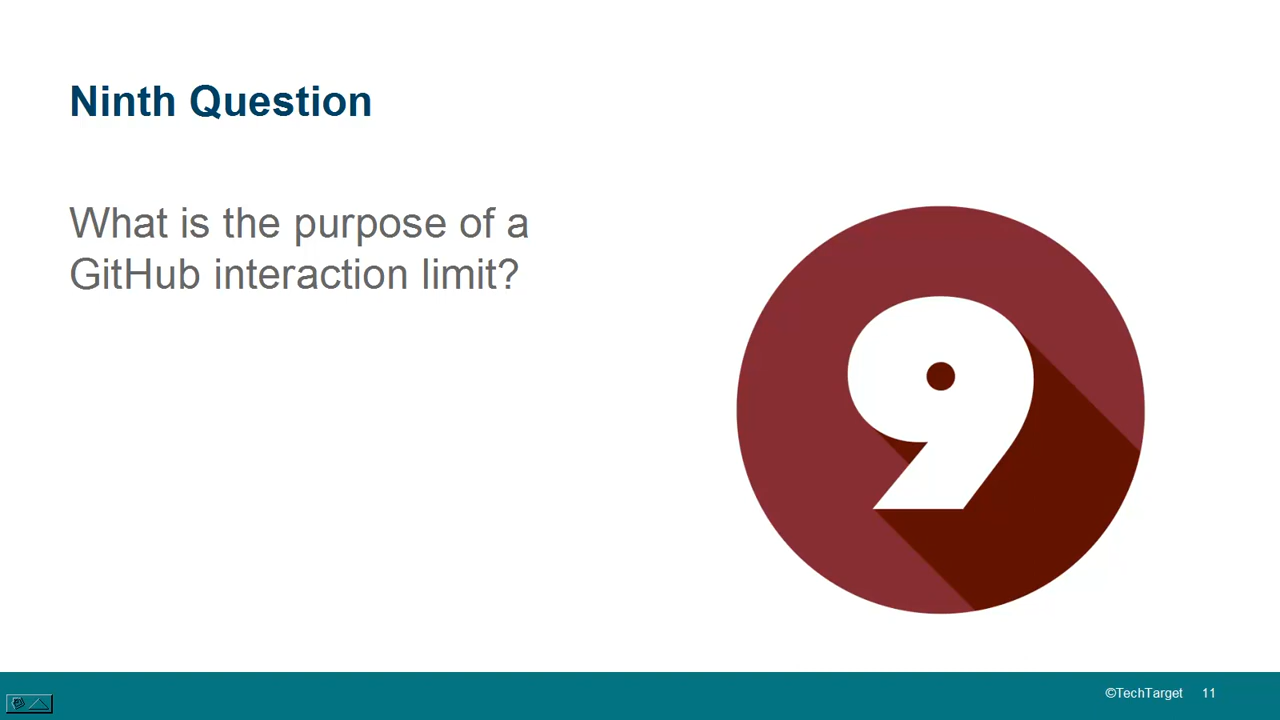 Ninth Question
What is the purpose of a
GitHub interaction limit?
9
©TechTarget 11